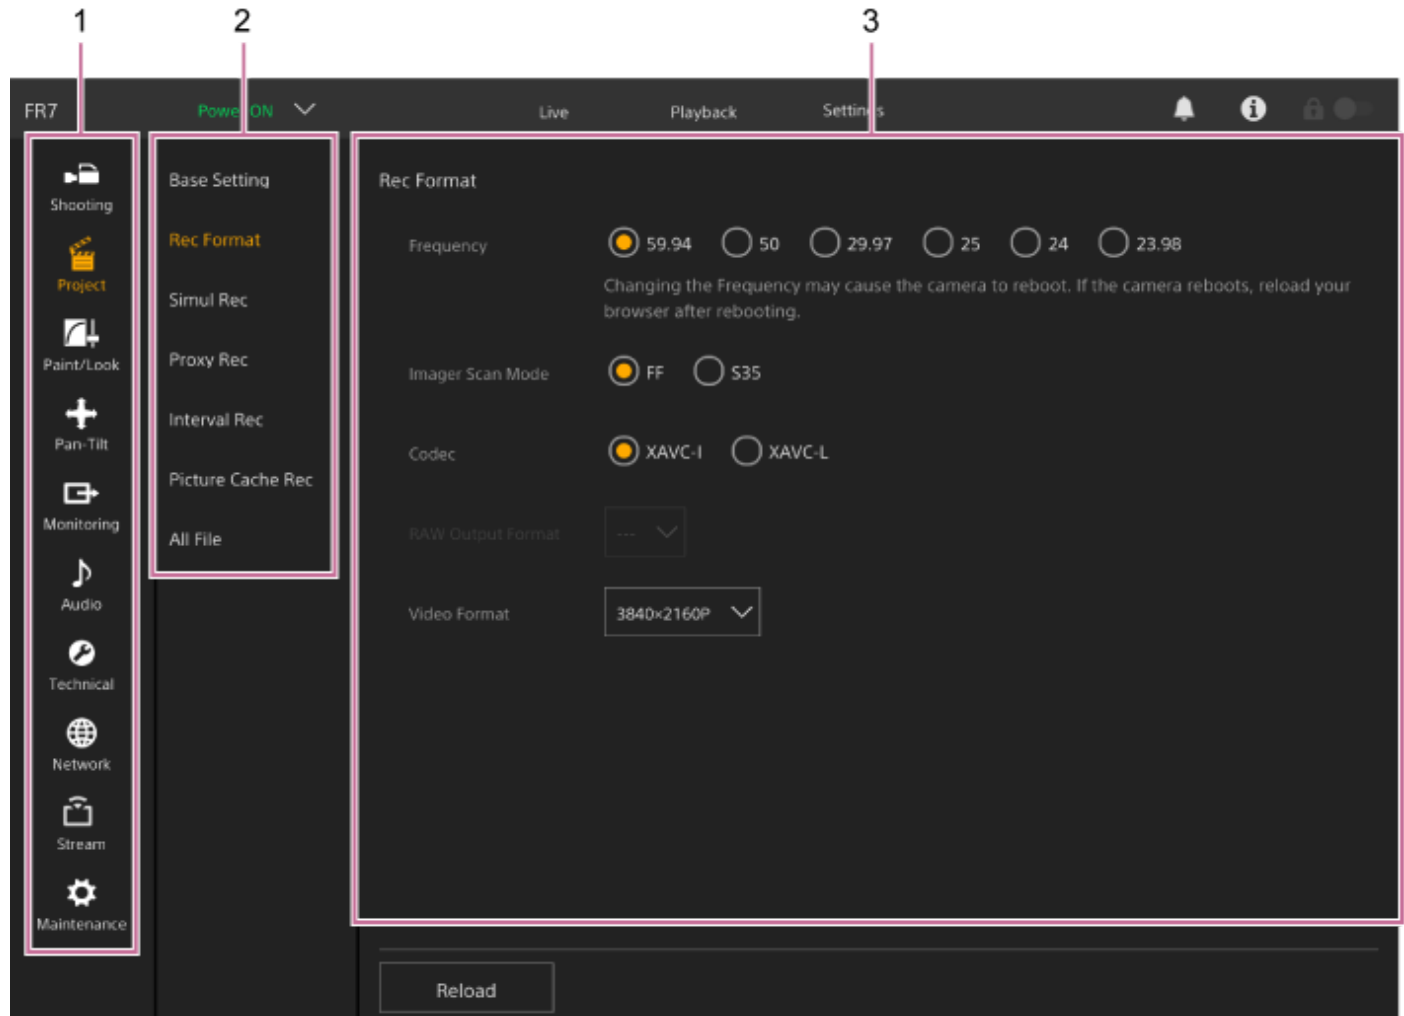 1 2 3
FR7 Power ON Live Playback Settings
Shooting
Project
Paint/Look
Pan-Tilt
Monitoring
Audio
Technical
Network
Stream
Maintenance
Base Setting
Rec Format
Simul Rec
Proxy Rec
Interval Rec
Picture Cache Rec
All File
Rec Format
Frequency 59.94 50 29.97 25 24 23.98
Changing the Frequency may cause the camera to reboot. If the camera reboots, reload your
browser after rebooting.
Imager Scan Mode FF S35
Codec XAVC-I XAVC-L
RAW Output Format ---
Video Format 3840×2160P
Reload